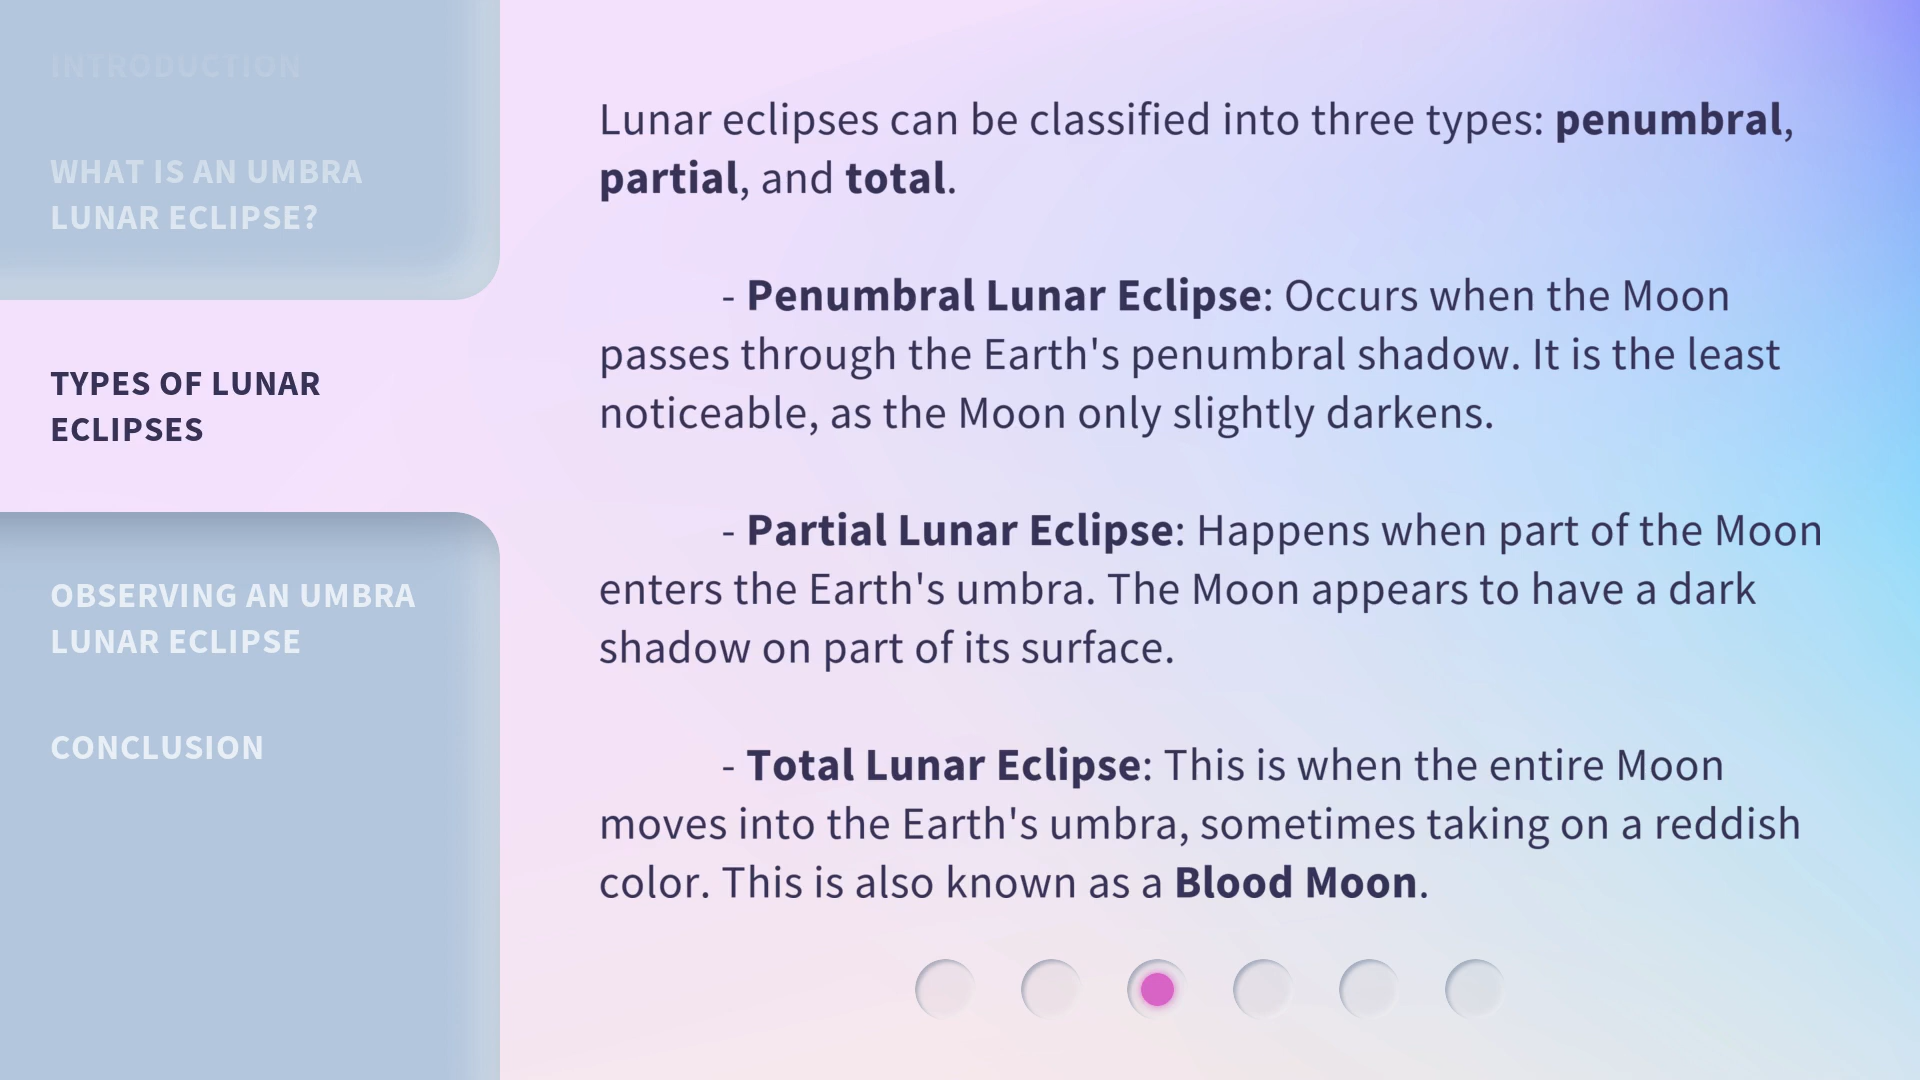 INTRODUCTION
WHAT IS AN UMBRA
LUNAR ECLIPSE?
TYPES OF LUNAR
ECLIPSES
OBSERVING AN UMBRA
LUNAR ECLIPSE
CONCLUSION
Lunar eclipses can be classified into three types: penumbral,
partial, and total.
- Penumbral Lunar Eclipse: Occurs when the Moon
passes through the Earth's penumbral shadow. It is the least
noticeable, as the Moon only slightly darkens.
- Partial Lunar Eclipse: Happens when part of the Moon
enters the Earth's umbra. The Moon appears to have a dark
shadow on part of its surface.
- Total Lunar Eclipse: This is when the entire Moon
moves into the Earth's umbra, sometimes taking on a reddish
color. This is also known as a Blood Moon.